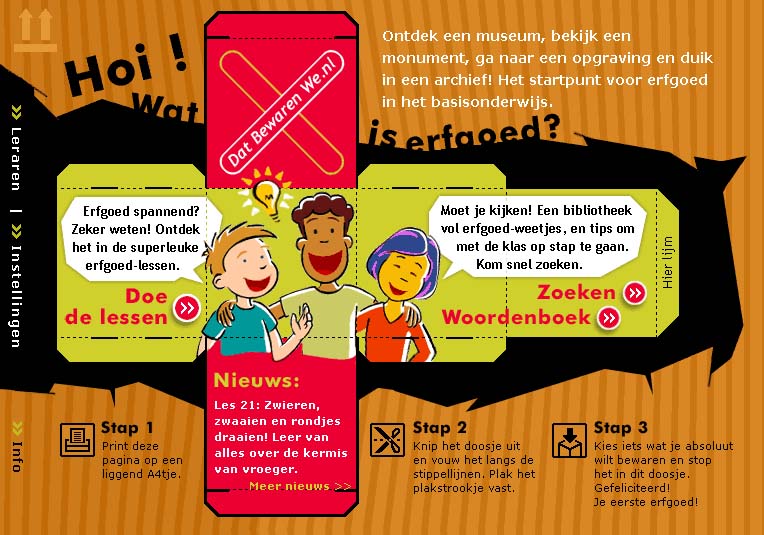 Hoi !
Wat
is erfgoed?
Dat Bewaren We.nl
Ontdek een museum, bekijk een
monument, ga naar een opgraving en duik
in een archief! Het startpunt voor erfgoed
in het basisonderwijs.
Leraren | Instellingen
Info
Erfgoed spannend?
Zeker weten! Ontdek
het in de superleuke
erfgoed-lessen.
Doe
de lessen
Moet je kijken! Een bibliotheek
vol erfgoed-weetjes, en tips om
met de klas op stap te gaan.
Kom snel zoeken.
Zoeken
Woordenboek
Hier lijm
Nieuws:
Les 21: Zwieren,
zwaaien en rondjes
draaien! Leer van
alles over de kermis
van vroeger.
Meer nieuws >>
Stap 1
Print deze
pagina op een
liggend A4tje.
Stap 2
Knip het doosje uit
en vouw het langs de
stippellijnen. Plak het
plakstrookje vast.
Stap 3
Kies iets wat je absoluut
wilt bewaren en stop
het in dit doosje.
Gefeliciteerd!
Je eerste erfgoed!